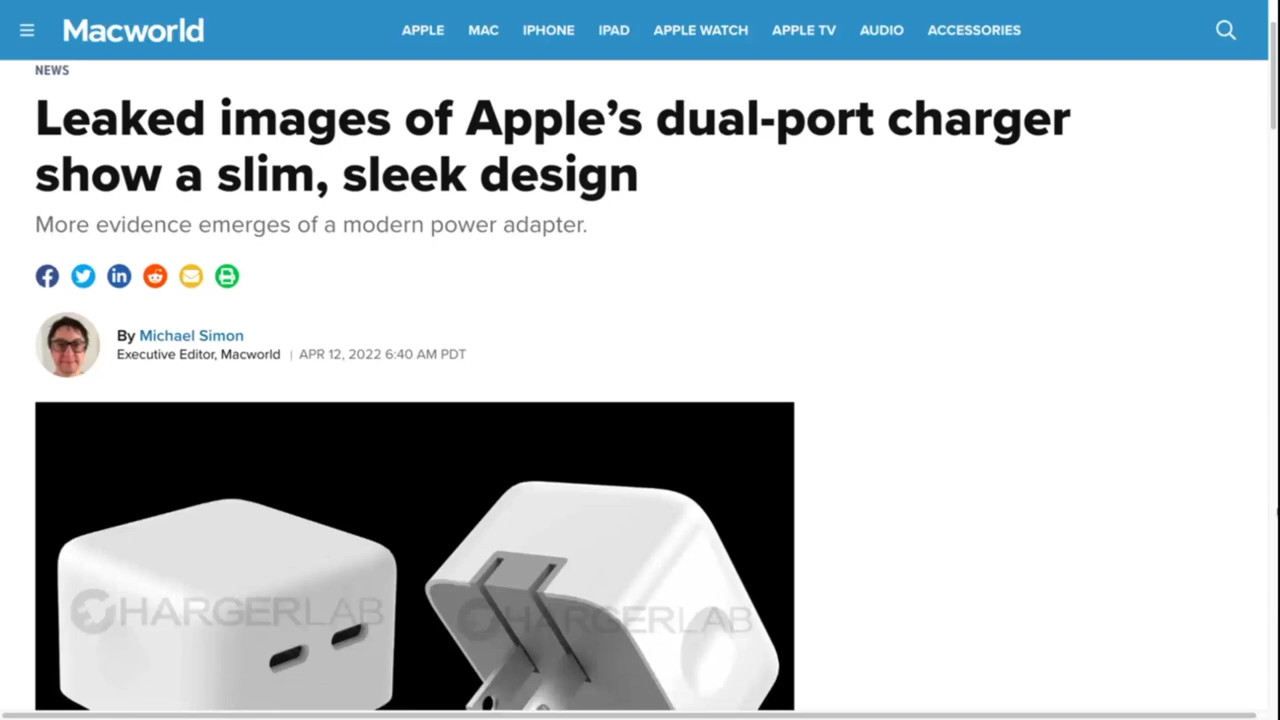 Macworld
APPLE MAC IPHONE IPAD APPLE WATCH APPLE TV AUDIO ACCESSORIES
NEWS
Leaked images of Apple’s dual-port charger
show a slim, sleek design
More evidence emerges of a modern power adapter.
By Michael Simon
Executive Editor, Macworld | APR 12, 2022 6:40 AM PDT
CHARGERLAB CHARGERLAB